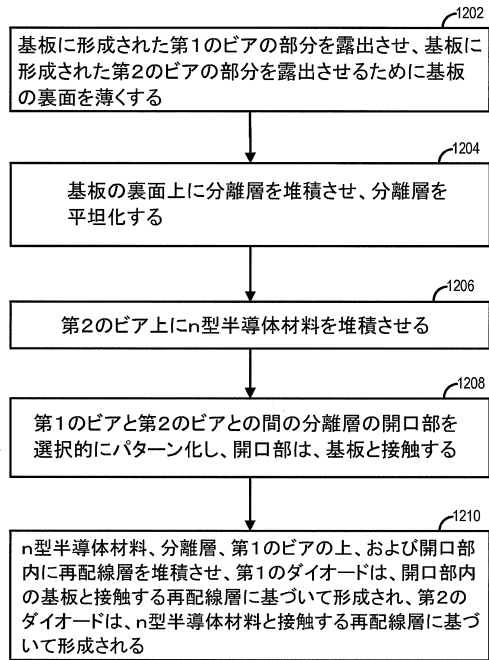 1202
基板に形成された第1のビアの部分を露出させ、基板に
形成された第2のビアの部分を露出させるために基板
の裏面を薄くする
1204
基板の裏面上に分離層を堆積させ、分離層を
平坦化する
1206
第2のビア上にn型半導体材料を堆積させる
1208
第1のビアと第2のビアとの間の分離層の開口部を
選択的にパターン化し、開口部は、基板と接触する
1210
n型半導体材料、分離層、第1のビアの上、および開口部
内に再配線層を堆積させ、第1のダイオードは、開口部内
の基板と接触する再配線層に基づいて形成され、第2の
ダイオードは、n型半導体材料と接触する再配線層に基づ
いて形成される